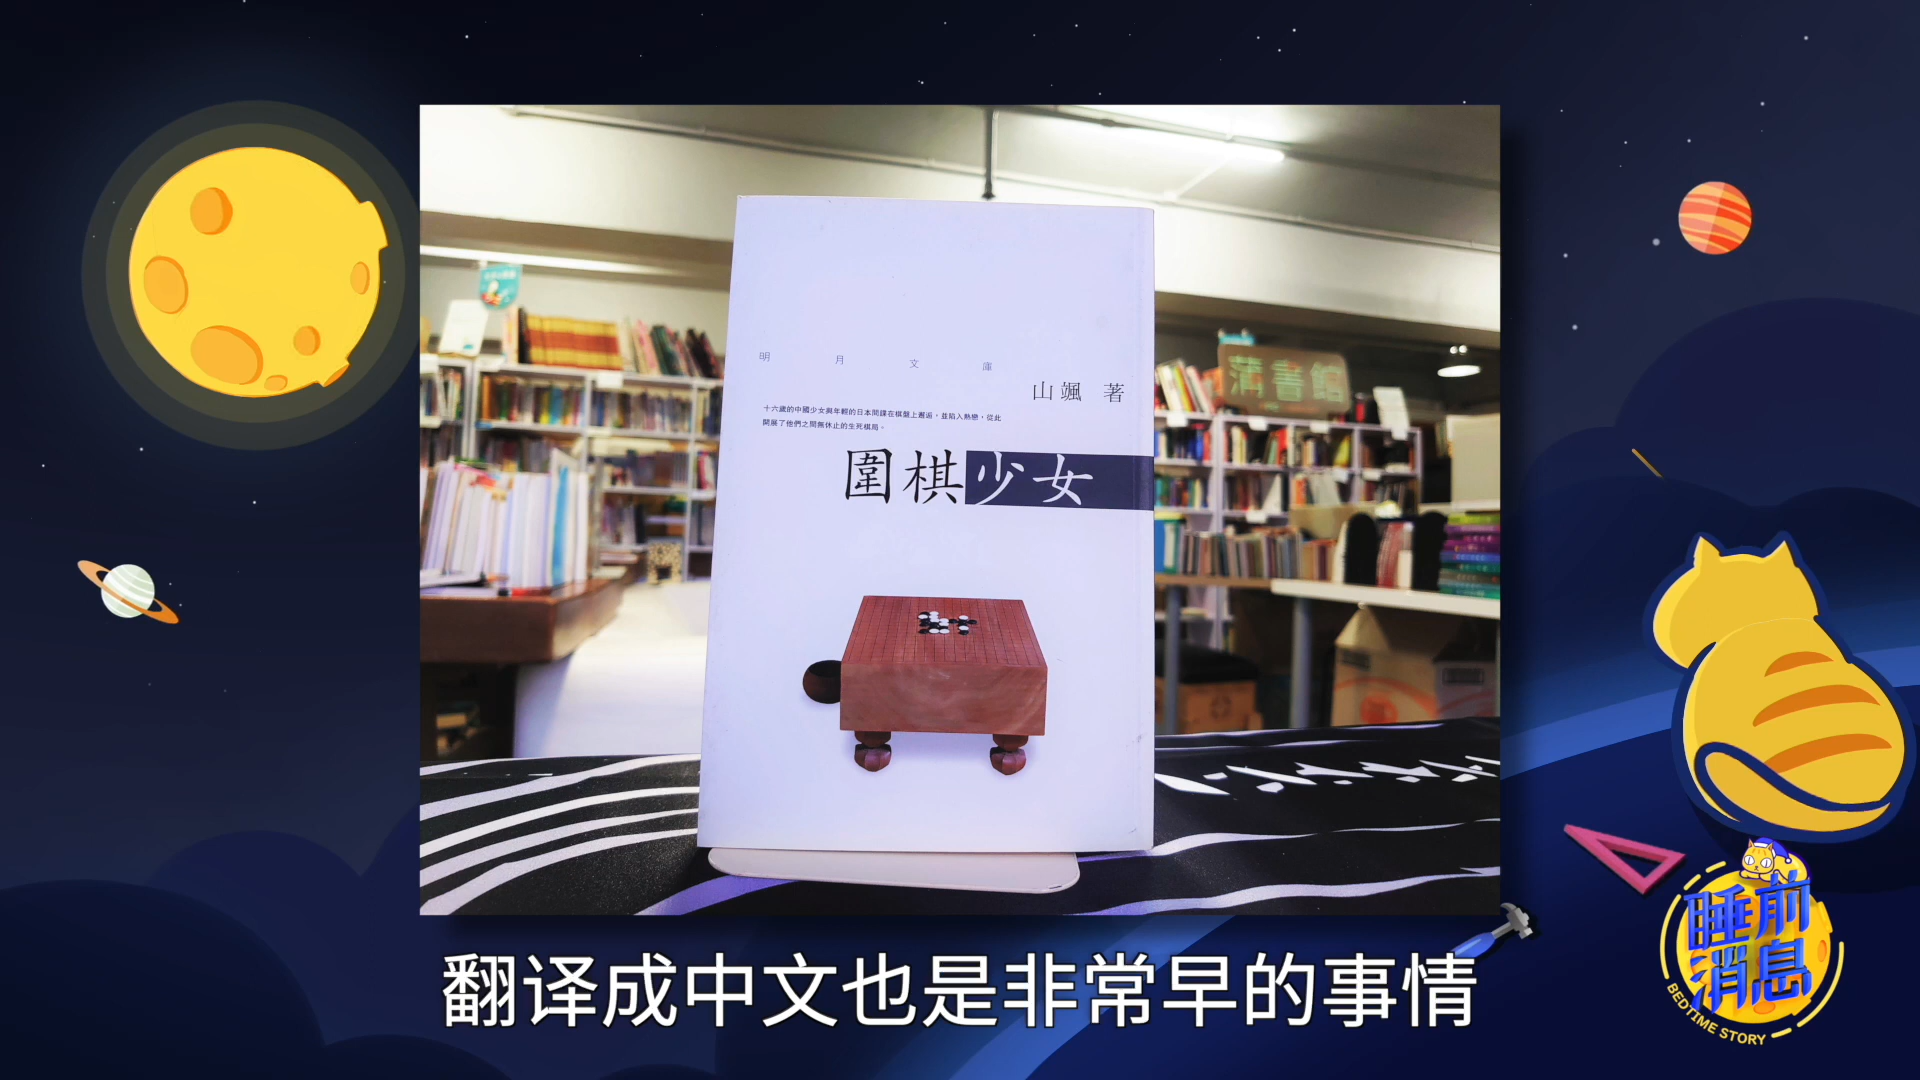 明月文庫
山颯 著
十六歲的中國少女與年輕的日本間諜在棋盤上邂逅，並陷入熱戀，從此
開展了他們之間無休止的生死棋局。
圍棋少女
蒲書館
翻译成中文也是非常早的事情
睡前
消息
BEDTIME STORY